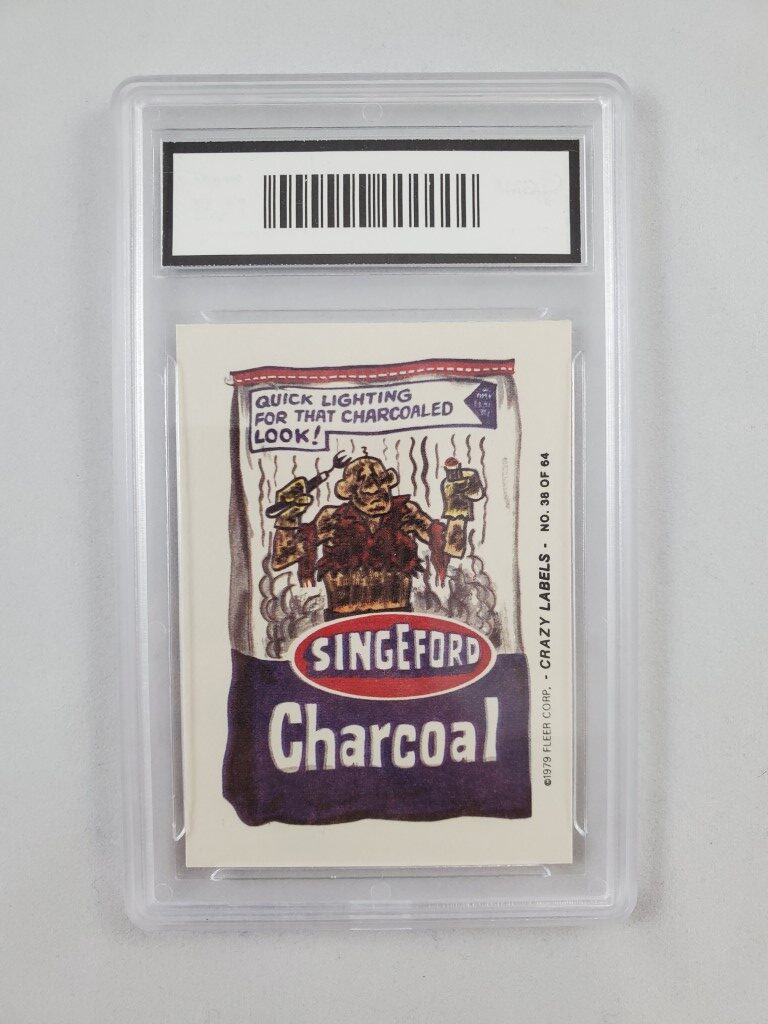 QUICK LIGHTING
FOR THAT CHARCOALED
LOOK!
SINGEFORD
Charcoal
©1979 FLEER CORP. - CRAZY LABELS - NO. 38 OF 64